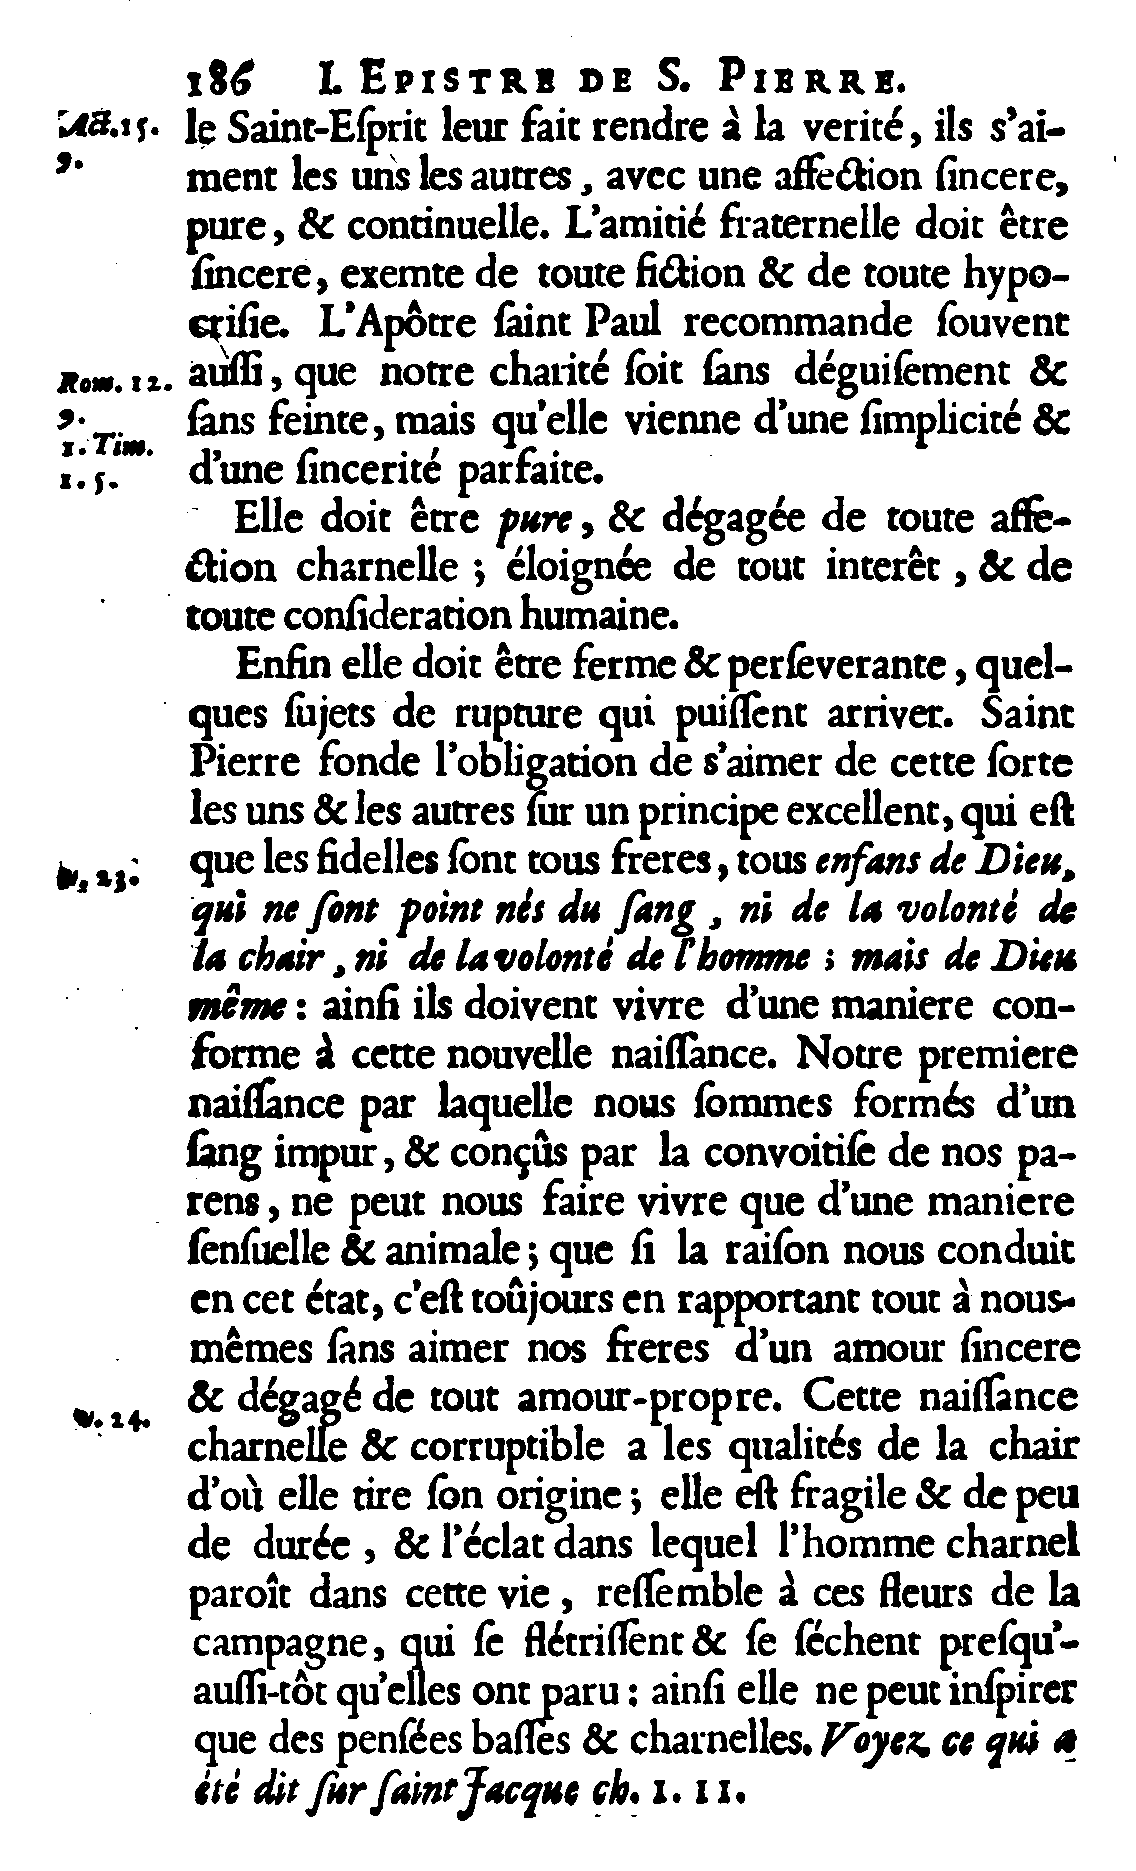 186 I. EPISTRE DE S. PIERRE.
Act. 15.
9.
le Saint-Eſprit leur fait rendre à la verité, ils s'ai-
ment les uns les autres, avec une affection ſincere,
pure, & continuelle. L'amitié fraternelle doit être
ſincere, exemte de toute fiction & de toute hypo-
criſie. L'Apôtre ſaint Paul recommande ſouvent
Rom. 12.
9.
1. Tim.
1. 5.
auſſi, que notre charité ſoit ſans déguiſement &
ſans feinte, mais qu'elle vienne d'une ſimplicité &
d'une ſincerité parfaite.
Elle doit être pure, & dégagée de toute affe-
ction charnelle ; éloignée de tout interêt, & de
toute conſideration humaine.
Enfin elle doit être ferme & perſeverante, quel-
ques ſujets de rupture qui puiſſent arriver. Saint
Pierre fonde l'obligation de s'aimer de cette ſorte
les uns & les autres ſur un principe excellent, qui eſt
v. 23.
que les fidelles ſont tous freres, tous enfans de Dieu,
qui ne ſont point nés du ſang, ni de la volonté de
la chair, ni de la volonté de l'homme ; mais de Dieu
même : ainſi ils doivent vivre d'une maniere con-
forme à cette nouvelle naiſſance. Notre premiere
naiſſance par laquelle nous ſommes formés d'un
ſang impur, & conçûs par la convoitiſe de nos pa-
rens, ne peut nous faire vivre que d'une maniere
ſenſuelle & animale ; que ſi la raiſon nous conduit
en cet état, c'eſt toûjours en rapportant tout à nous-
mêmes ſans aimer nos freres d'un amour ſincere
v. 24.
& dégagé de tout amour-propre. Cette naiſſance
charnelle & corruptible a les qualités de la chair
d'où elle tire ſon origine ; elle eſt fragile & de peu
de durée, & l'éclat dans lequel l'homme charnel
paroît dans cette vie, reſſemble à ces fleurs de la
campagne, qui ſe flétriſſent & ſe ſéchent preſqu'-
auſſi-tôt qu'elles ont paru : ainſi elle ne peut inſpirer
que des penſées baſſes & charnelles. Voyez ce qui a
été dit ſur ſaint Jacque ch. I. II.